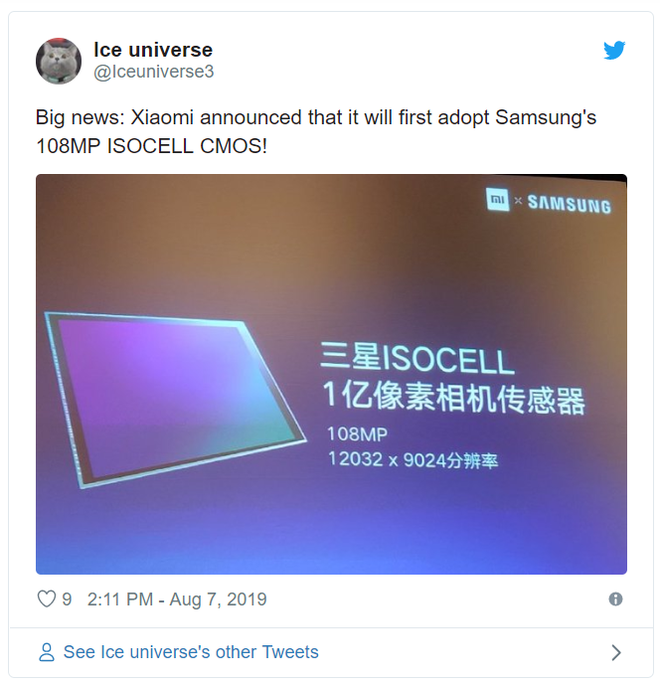 Ice universe
@Iceuniverse3
Big news: Xiaomi announced that it will first adopt Samsung's
108MP ISOCELL CMOS!
mi × SAMSUNG
三星ISOCELL
1亿像素相机传感器
108MP
12032 x 9024分辨率
9 2:11 PM - Aug 7, 2019
See Ice universe's other Tweets